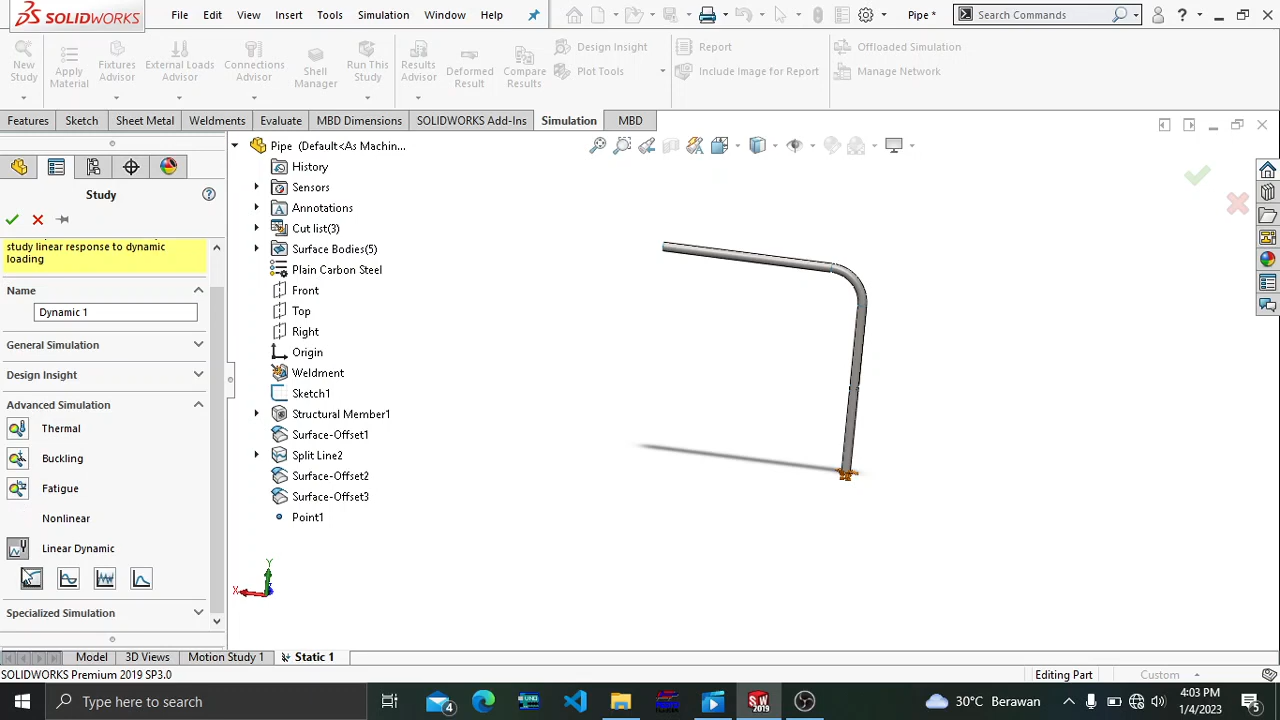 SOLIDWORKS
File Edit View Insert Tools Simulation Window Help
Pipe *
Search Commands
New Study
Apply Material
Fixtures Advisor
External Loads Advisor
Connections Advisor
Shell Manager
Run This Study
Results Advisor
Deformed Result
Compare Results
Design Insight
Plot Tools
Report
Include Image for Report
Offloaded Simulation
Manage Network
Features Sketch Sheet Metal Weldments Evaluate MBD Dimensions SOLIDWORKS Add-Ins Simulation MBD
Study
study linear response to dynamic
loading
Name
Dynamic 1
General Simulation
Design Insight
Advanced Simulation
Thermal
Buckling
Fatigue
Nonlinear
Linear Dynamic
Specialized Simulation
Pipe (Default<As Machin...
History
Sensors
Annotations
Cut list(3)
Surface Bodies(5)
Plain Carbon Steel
Front
Top
Right
Origin
Weldment
Sketch1
Structural Member1
Surface-Offset1
Split Line2
Surface-Offset2
Surface-Offset3
Point1
Y
X
Model 3D Views Motion Study 1 Static 1
SOLIDWORKS Premium 2019 SP3.0
Editing Part
Custom
Type here to search
4
SW
2019
30°C Berawan
4:03 PM
1/4/2023
5